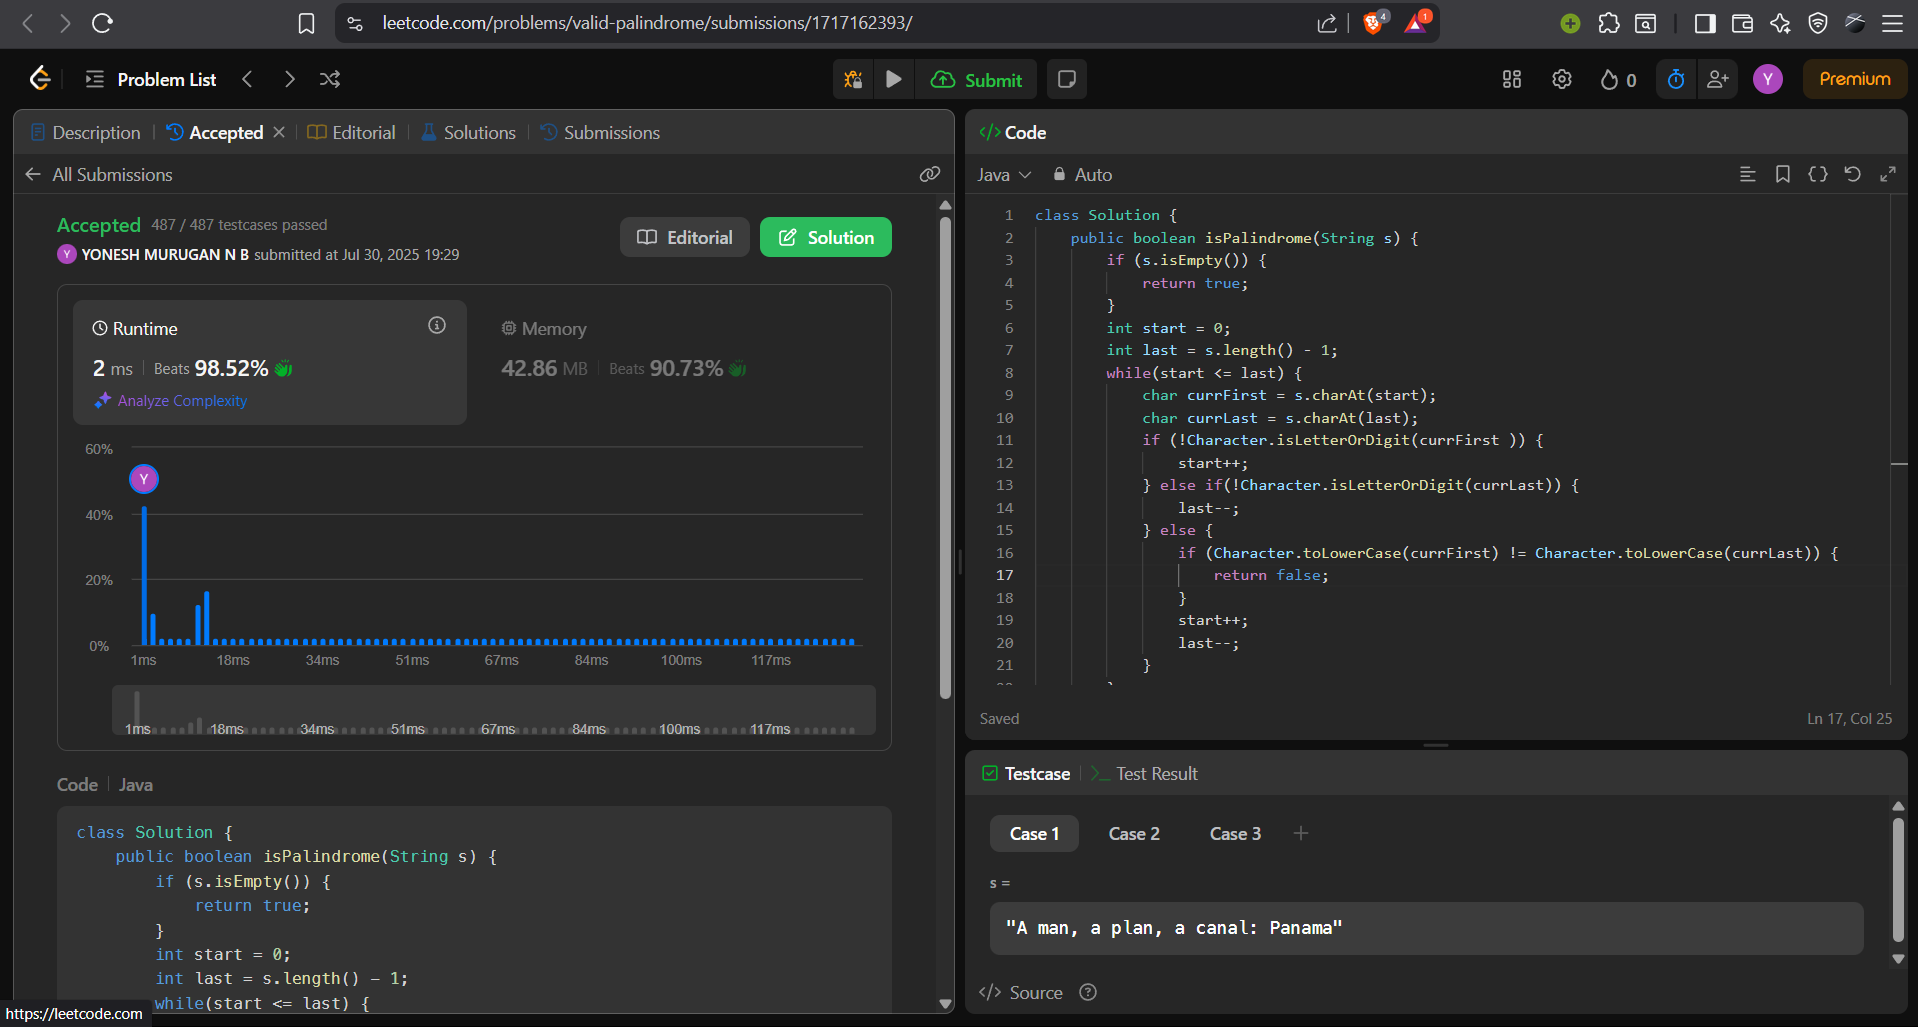 leetcode.com/problems/valid-palindrome/submissions/1717162393/
4
1
Problem List
Submit
0
Y
Premium
Description
Accepted
Editorial
Solutions
Submissions
All Submissions
Accepted 487 / 487 testcases passed
Y YONESH MURUGAN N B submitted at Jul 30, 2025 19:29
Editorial
Solution
Runtime
2 ms Beats 98.52%
Analyze Complexity
Memory
42.86 MB Beats 90.73%
60%
Y
40%
20%
0%
1ms 18ms 34ms 51ms 67ms 84ms 100ms 117ms
1ms 18ms 34ms 51ms 67ms 84ms 100ms 117ms
Code Java
class Solution {
public boolean isPalindrome(String s) {
if (s.isEmpty()) {
return true;
}
int start = 0;
int last = s.length() - 1;
while(start <= last) {
https://leetcode.com
</> Code
Java Auto
1 class Solution {
2 public boolean isPalindrome(String s) {
3 if (s.isEmpty()) {
4 return true;
5 }
6 int start = 0;
7 int last = s.length() - 1;
8 while(start <= last) {
9 char currFirst = s.charAt(start);
10 char currLast = s.charAt(last);
11 if (!Character.isLetterOrDigit(currFirst )) {
12 start++;
13 } else if(!Character.isLetterOrDigit(currLast)) {
14 last--;
15 } else {
16 if (Character.toLowerCase(currFirst) != Character.toLowerCase(currLast)) {
17 return false;
18 }
19 start++;
20 last--;
21 }
Saved
Ln 17, Col 25
Testcase
>_ Test Result
Case 1 Case 2 Case 3 +
s =
"A man, a plan, a canal: Panama"
</> Source ?